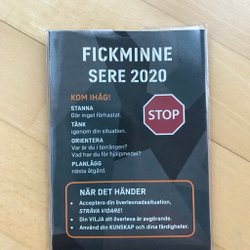 FICKMINNE
SERE 2020
KOM IHÅG!
STANNA
Gör inget förhastat.
TÄNK
igenom din situation.
ORIENTERA
Var är du i terrängen?
Vad har du för hjälpmedel?
PLANLÄGG
nästa åtgärd.
STOP
NÄR DET HÄNDER
• Acceptera din överlevnadssituation,
STRÄVA VIDARE!
• Din VILJA att överleva är avgörande.
• Använd din KUNSKAP och dina färdigheter.